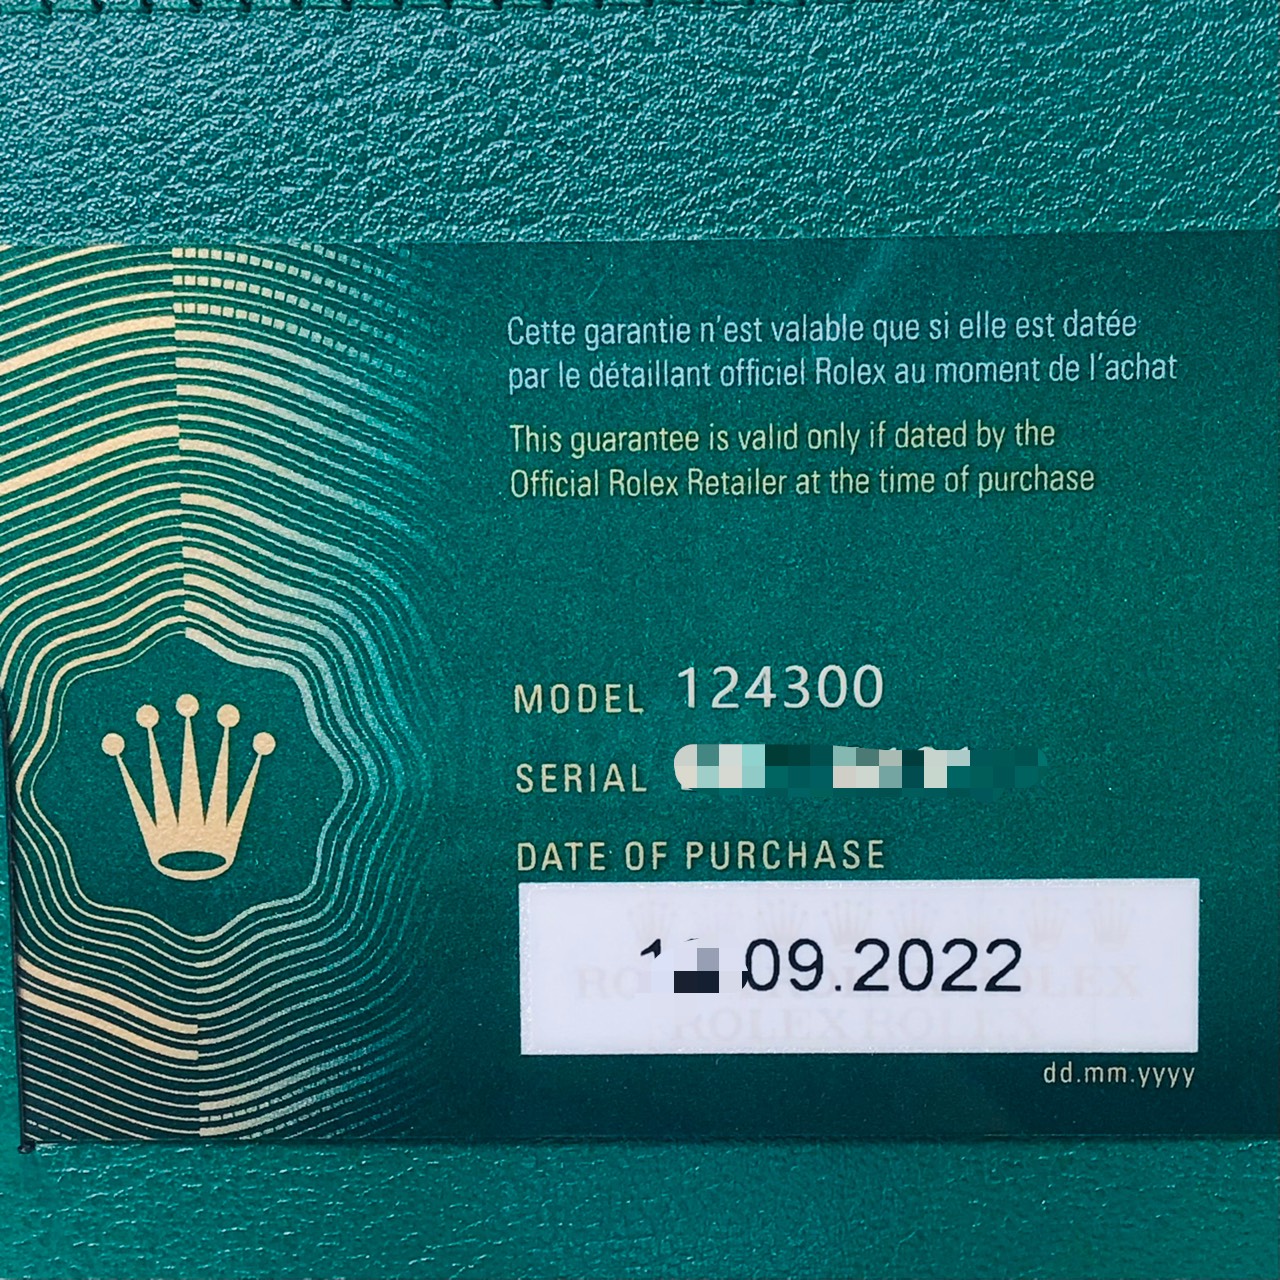 Cette garantie n'est valable que si elle est datée
par le détaillant officiel Rolex au moment de l'achat
This guarantee is valid only if dated by the
Official Rolex Retailer at the time of purchase
MODEL 124300
SERIAL
DATE OF PURCHASE
09.2022
ROLEX ROLEX
dd.mm.yyyy